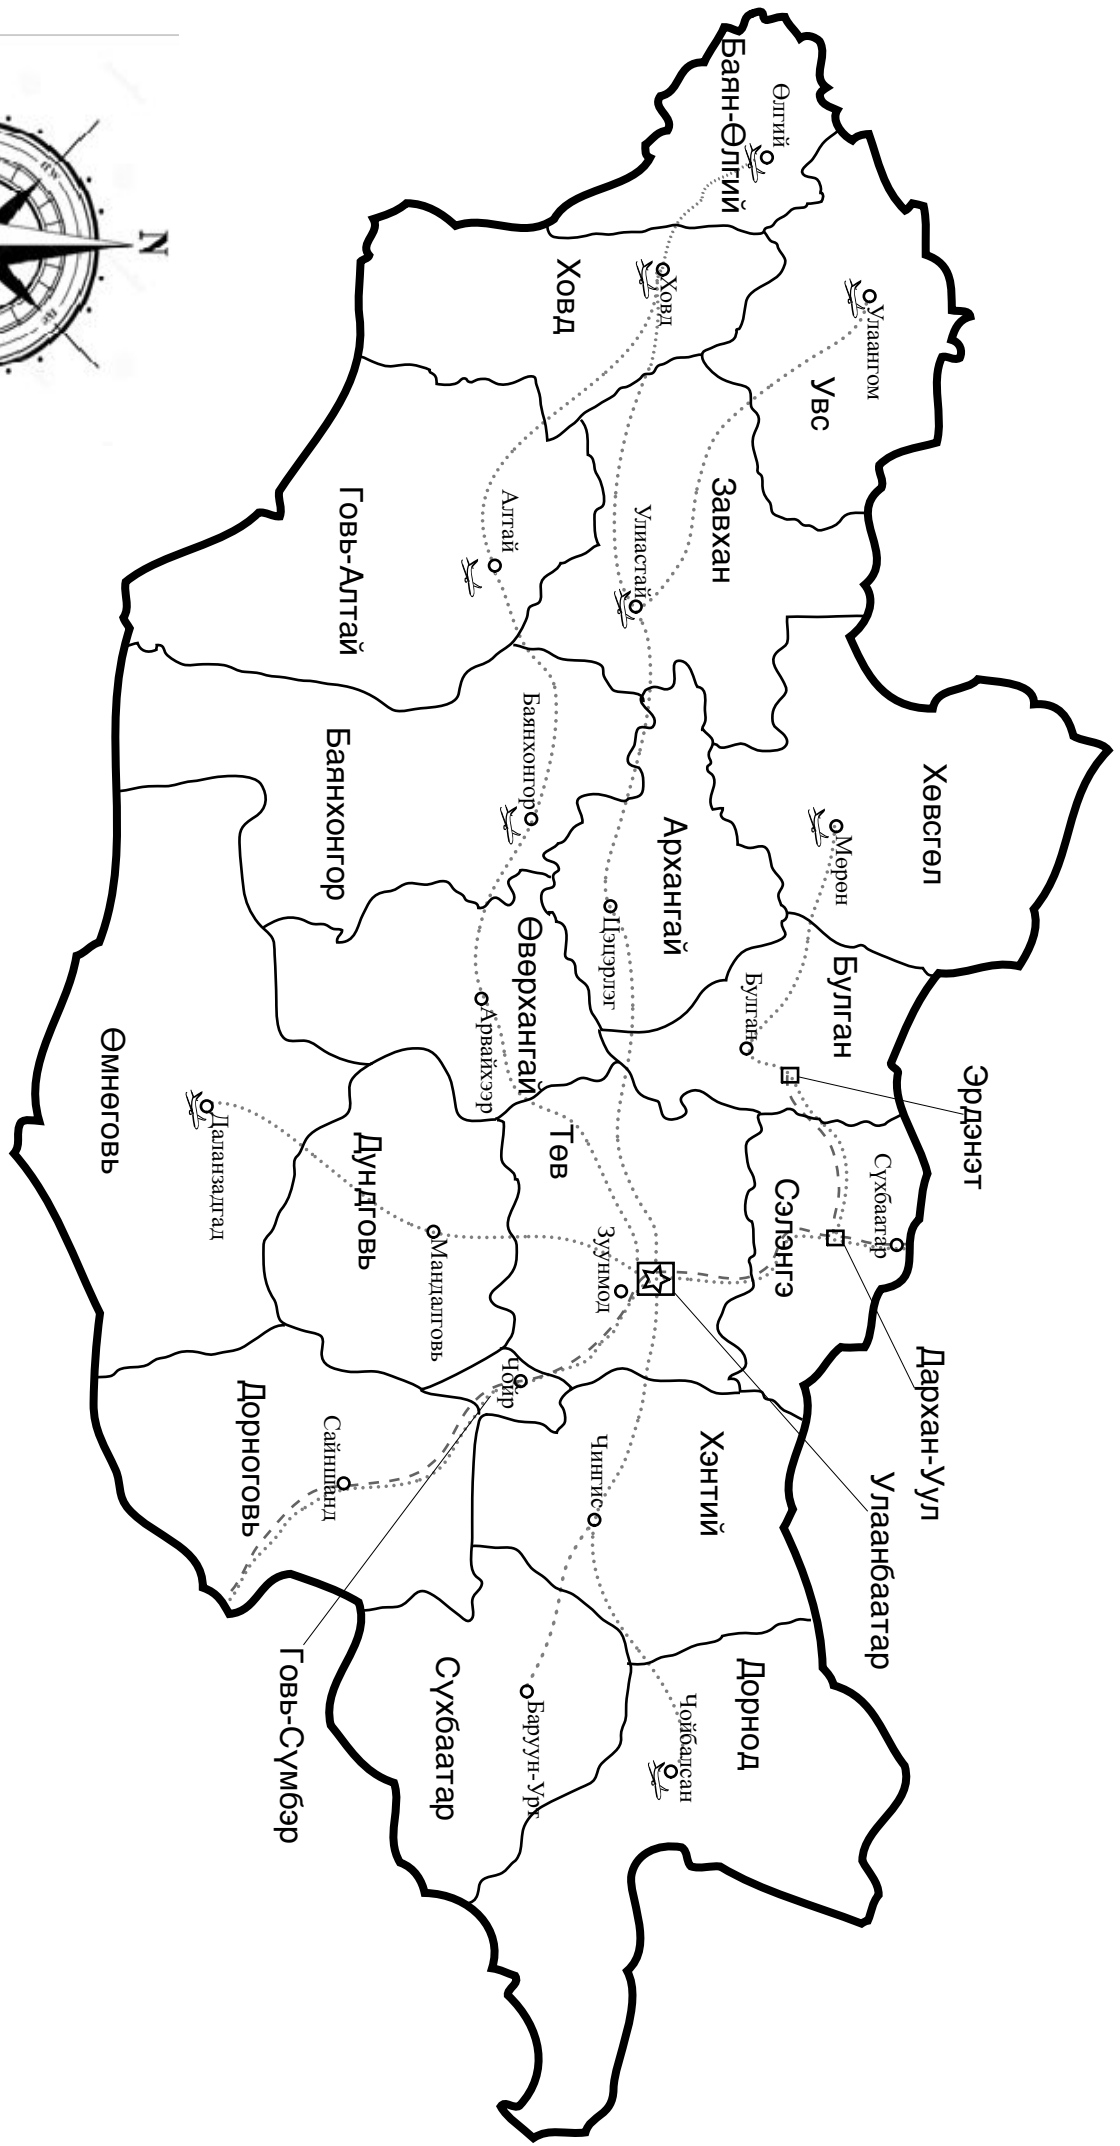 N
Баян-Өлгий
Өлгий
Улаангом
Увс
Ховд
Ховд
Завхан
Улиастай
Алтай
Говь-Алтай
Хөвсгөл
Мөрөн
Архангай
Цэцэрлэг
Баянхонгор
Баянхонгор
Булган
Булган
Эрдэнэт
Өвөрхангай
Арвайхээр
Сүхбаатар
Сэлэнгэ
Дархан-Уул
Төв
Зуунмод
Улаанбаатар
Өмнөговь
Даланзадгад
Дундговь
Мандалговь
Чойр
Говь-Сүмбэр
Дорноговь
Сайншанд
Хэнтий
Чингис
Дорнод
Чойбалсан
Сүхбаатар
Баруун-Урт